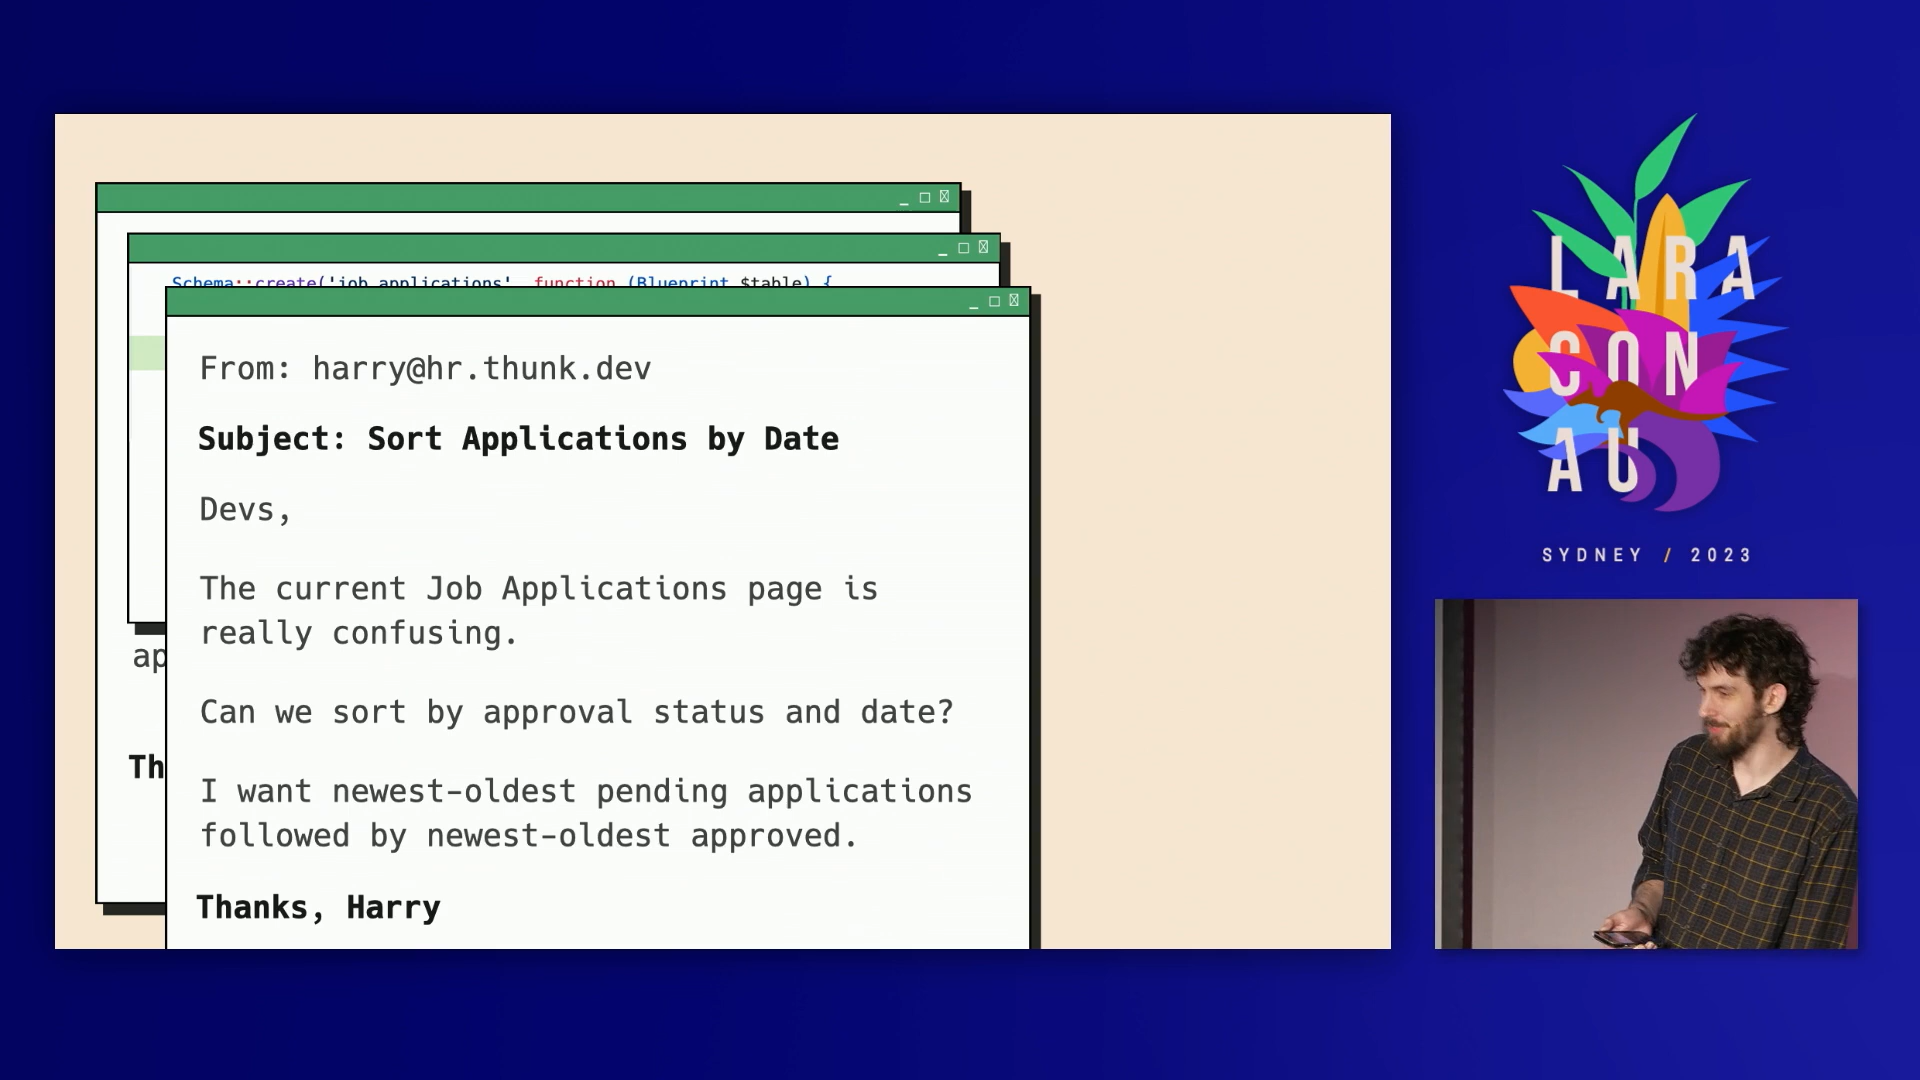 Schema::create('job_applications', function (Blueprint $table) {
From: harry@hr.thunk.dev
Subject: Sort Applications by Date
Devs,
The current Job Applications page is
really confusing.
Can we sort by approval status and date?
I want newest-oldest pending applications
followed by newest-oldest approved.
Thanks, Harry
ap
Th
LARA
CON
AU
SYDNEY / 2023